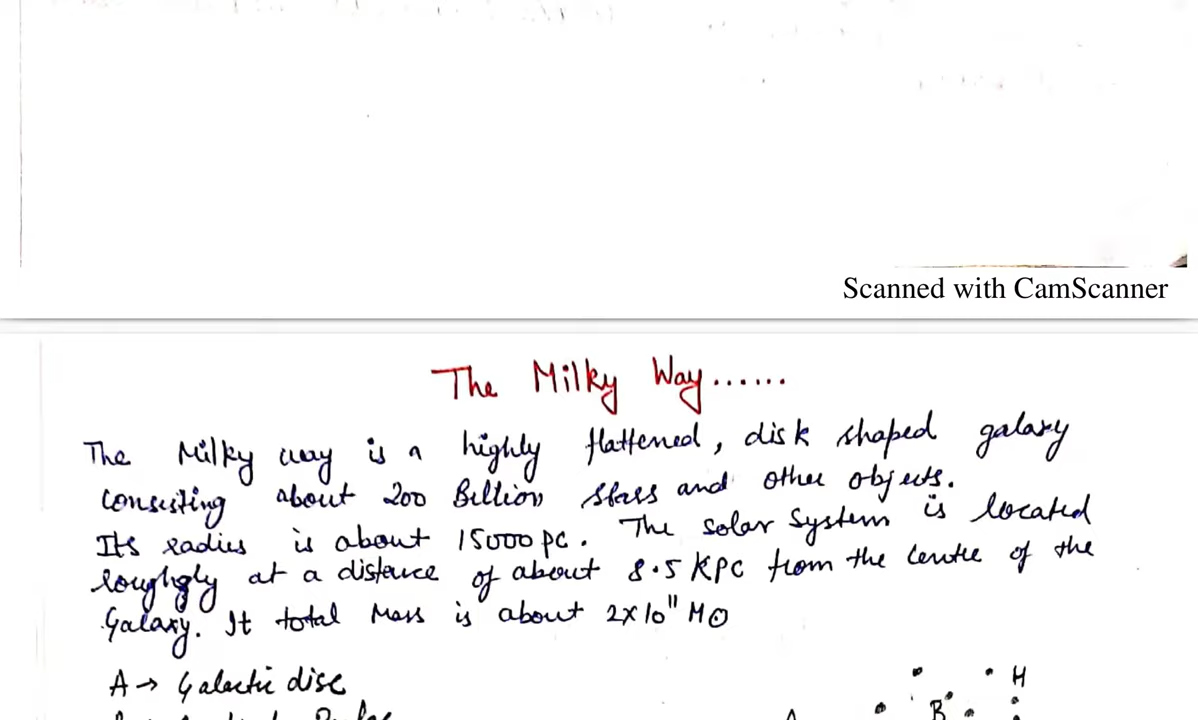 Scanned with CamScanner
The Milky Way......
The Milky way is a highly flattened, disk shaped galaxy
consisting about 200 Billion stars and other objects.
Its radius is about 15000 pc. The solar system is located
roughgly at a distance of about 8.5 KPC from the centre of the
Galaxy. It total Mass is about 2×10¹¹ M⊙
A → Galactic disc
H
B
A